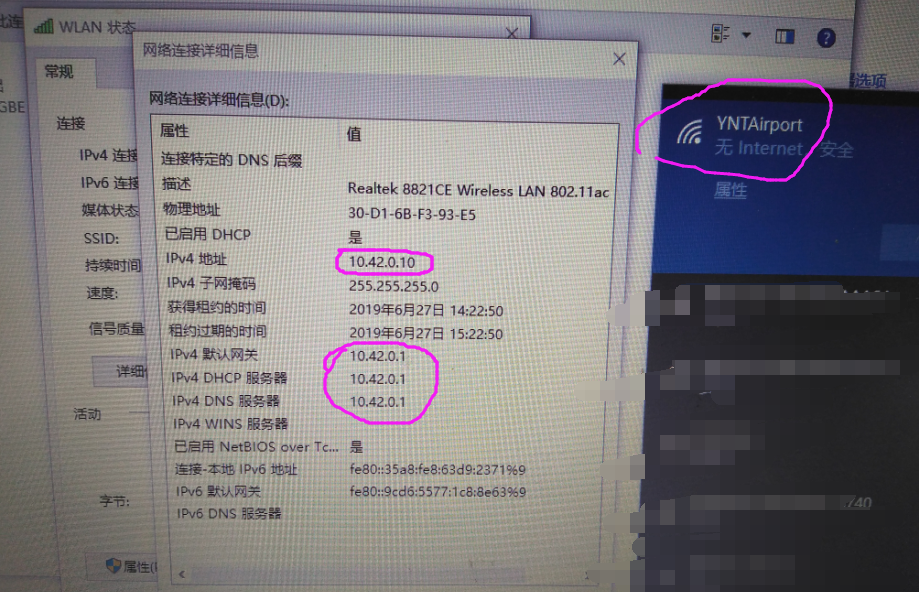 WLAN 状态
网络连接详细信息
常规
选项
GBE
网络连接详细信息(D):
YNTAirport
无 Internet，安全
属性
连接
属性 值
连接特定的 DNS 后缀
IPv4 连接
描述 Realtek 8821CE Wireless LAN 802.11ac
IPv6 连接
物理地址 30-D1-6B-F3-93-E5
媒体状态
已启用 DHCP 是
SSID:
IPv4 地址 10.42.0.10
持续时间
IPv4 子网掩码 255.255.255.0
速度:
获得租约的时间 2019年6月27日 14:22:50
信号质量
租约过期的时间 2019年6月27日 15:22:50
IPv4 默认网关 10.42.0.1
详细
IPv4 DHCP 服务器 10.42.0.1
IPv4 DNS 服务器 10.42.0.1
活动
IPv4 WINS 服务器
已启用 NetBIOS over Tc... 是
连接-本地 IPv6 地址 fe80::35a8:fe8:63d9:2371%9
IPv6 默认网关 fe80::9cd6:5577:1c8:8e63%9
字节:
IPv6 DNS 服务器
740
属性(